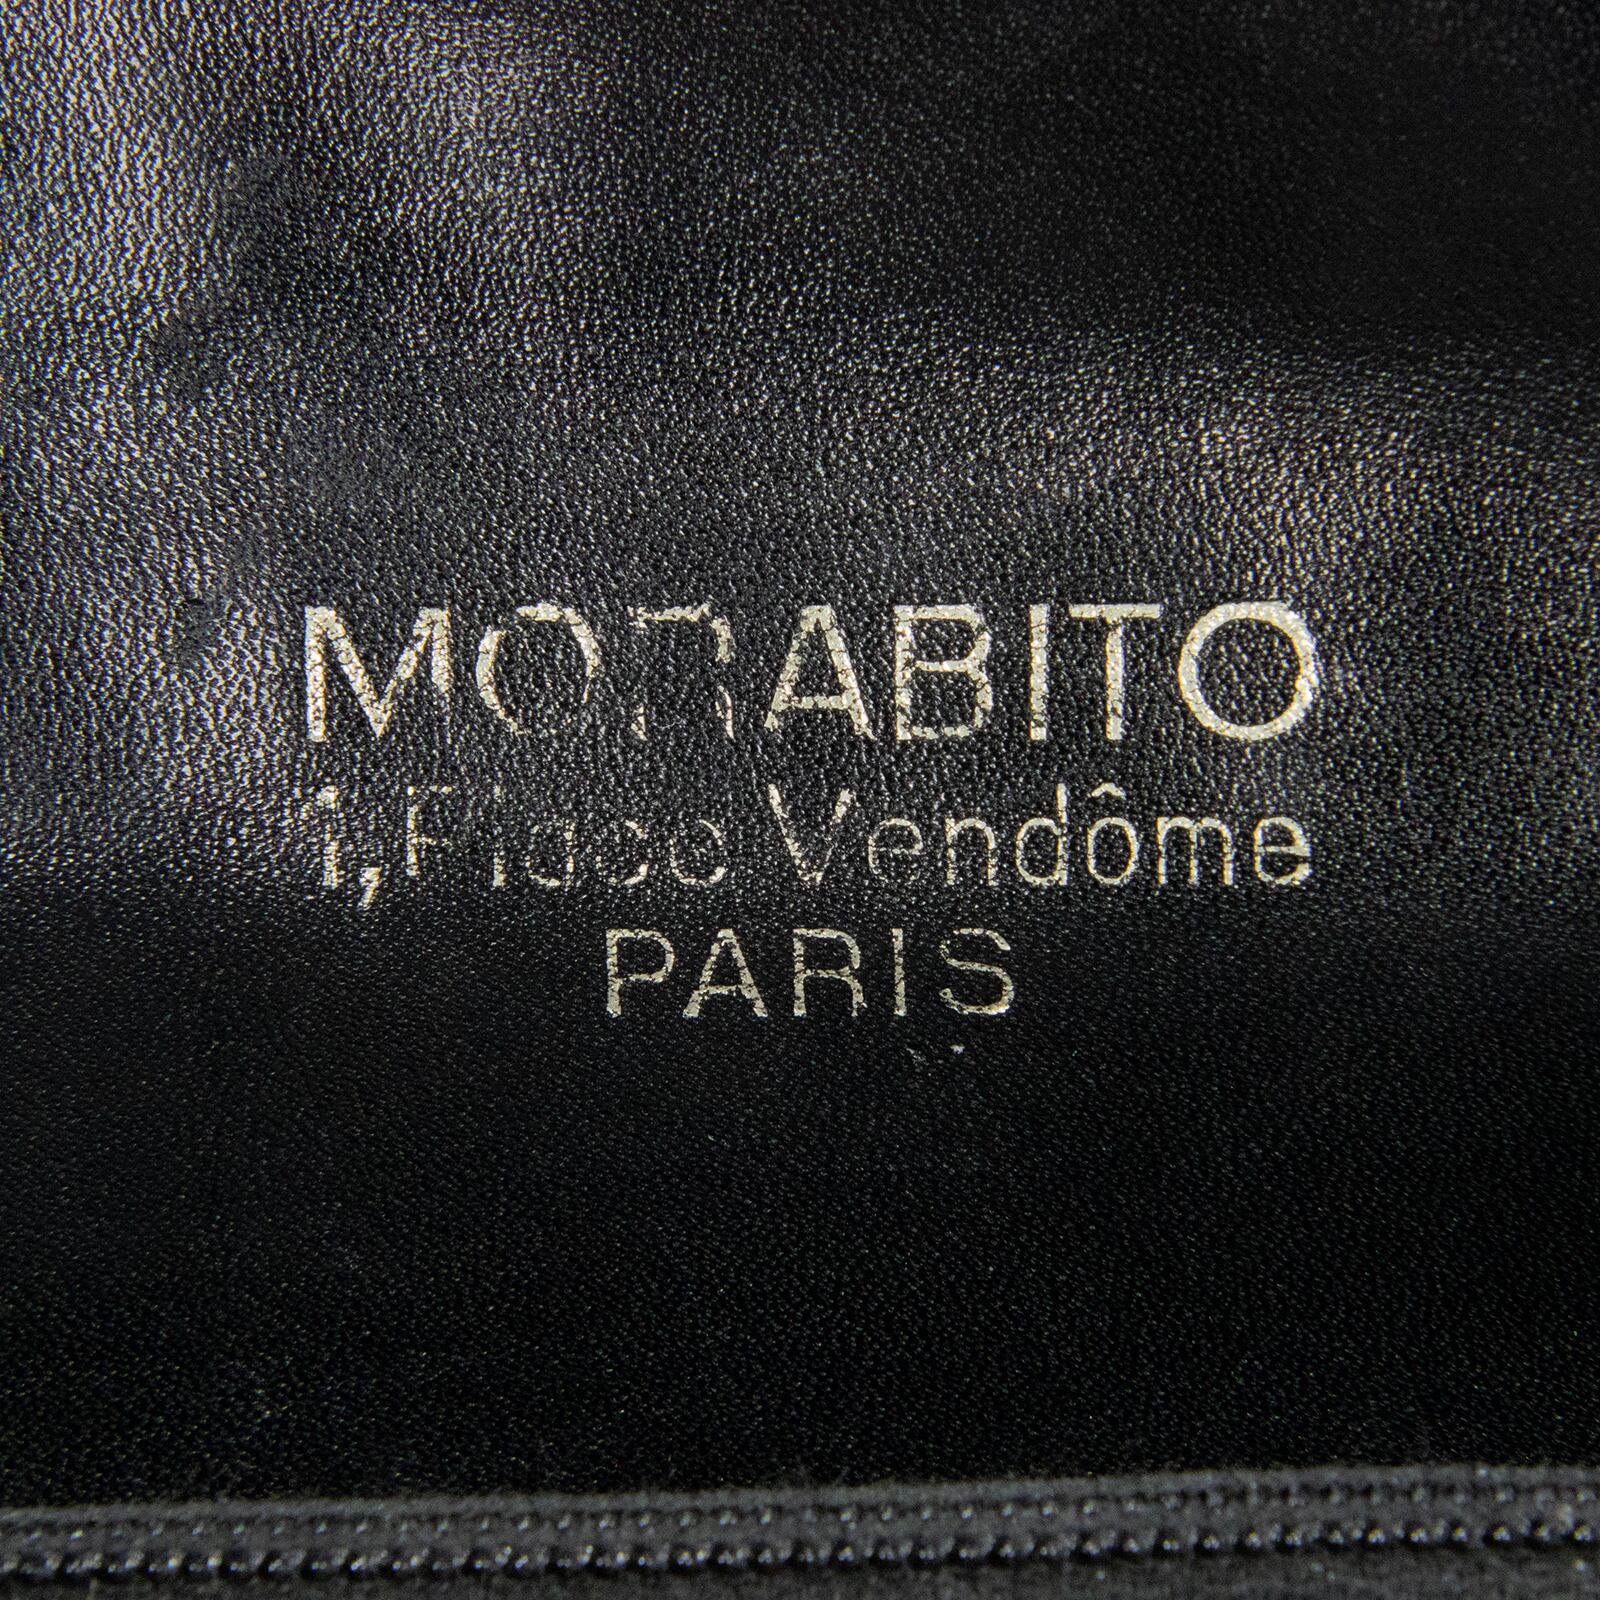 MORABITO
1, Place Vendôme
PARIS